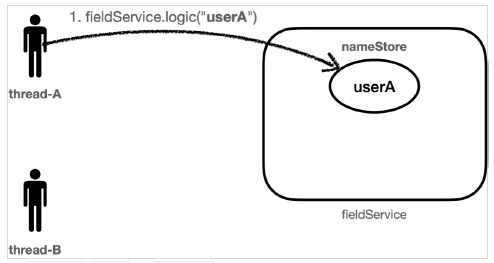 1. fieldService.logic("userA")
nameStore
userA
thread-A
fieldService
thread-B